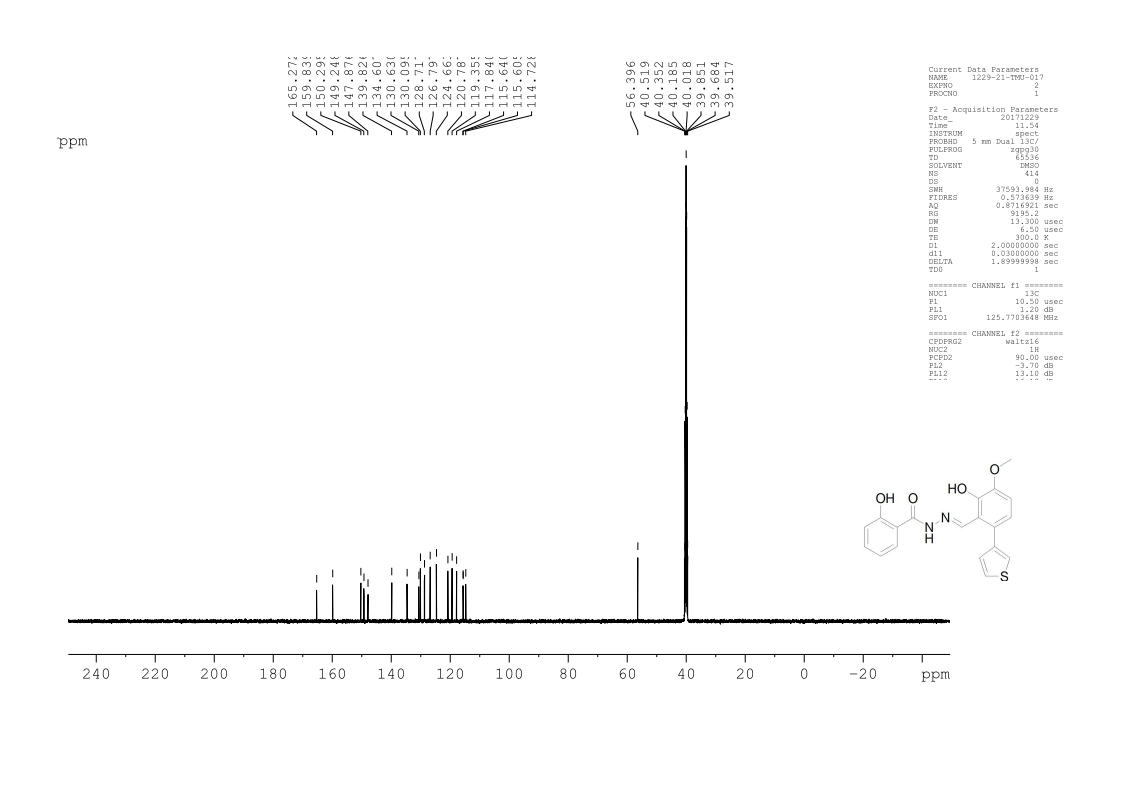 165.272
159.839
150.295
149.248
147.876
139.826
134.607
130.630
130.095
128.717
126.797
124.663
120.787
119.355
117.840
115.640
115.605
114.728
56.396
40.519
40.352
40.185
40.018
39.851
39.684
39.517
ppm
Current Data Parameters
NAME 1229-21-TMU-017
EXPNO 2
PROCNO 1
F2 - Acquisition Parameters
Date_ 20171229
Time 11.54
INSTRUM spect
PROBHD 5 mm Dual 13C/
PULPROG zgpg30
TD 65536
SOLVENT DMSO
NS 414
DS 0
SWH 37593.984 Hz
FIDRES 0.573639 Hz
AQ 0.8716921 sec
RG 9195.2
DW 13.300 usec
DE 6.50 usec
TE 300.0 K
D1 2.00000000 sec
d11 0.03000000 sec
DELTA 1.89999998 sec
TD0 1
======== CHANNEL f1 ========
NUC1 13C
P1 10.50 usec
PL1 1.20 dB
SFO1 125.7703648 MHz
======== CHANNEL f2 ========
CPDPRG2 waltz16
NUC2 1H
PCPD2 90.00 usec
PL2 -3.70 dB
PL12 13.10 dB
O
HO
OH O
N
N
H
S
240 220 200 180 160 140 120 100 80 60 40 20 0 -20 ppm